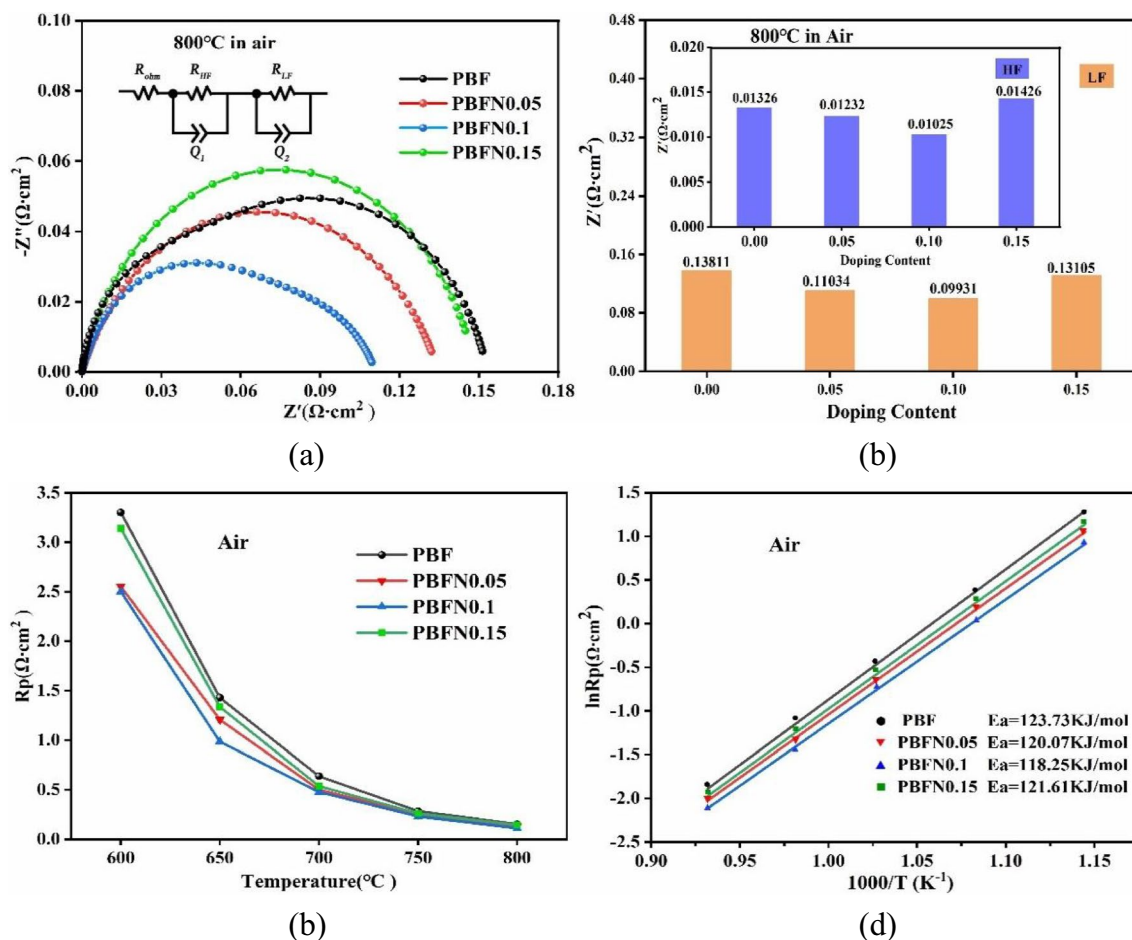 800°C in air
R_ohm R_HF R_LF
Q_1 Q_2
PBF
PBFN0.05
PBFN0.1
PBFN0.15
-Z"(Ω·cm²)
0.10
0.08
0.06
0.04
0.02
0.00
0.00 0.03 0.06 0.09 0.12 0.15 0.18
Z'(Ω·cm²)
(a)
800°C in Air
HF
LF
Z'(Ω·cm²)
0.48
0.40
0.32
0.24
0.16
0.08
0.00
Z'(Ω·cm²)
0.020
0.015
0.010
0.005
0.000
0.01326 0.01232 0.01025 0.01426
0.00 0.05 0.10 0.15
Doping Content
0.13811 0.11034 0.09931 0.13105
0.00 0.05 0.10 0.15
Doping Content
(b)
Air
PBF
PBFN0.05
PBFN0.1
PBFN0.15
Rp(Ω·cm²)
3.5
3.0
2.5
2.0
1.5
1.0
0.5
0.0
600 650 700 750 800
Temperature(°C )
(b)
Air
lnRp(Ω·cm²)
1.5
1.0
0.5
0.0
-0.5
-1.0
-1.5
-2.0
-2.5
PBF Ea=123.73KJ/mol
PBFN0.05 Ea=120.07KJ/mol
PBFN0.1 Ea=118.25KJ/mol
PBFN0.15 Ea=121.61KJ/mol
0.90 0.95 1.00 1.05 1.10 1.15
1000/T (K⁻¹)
(d)